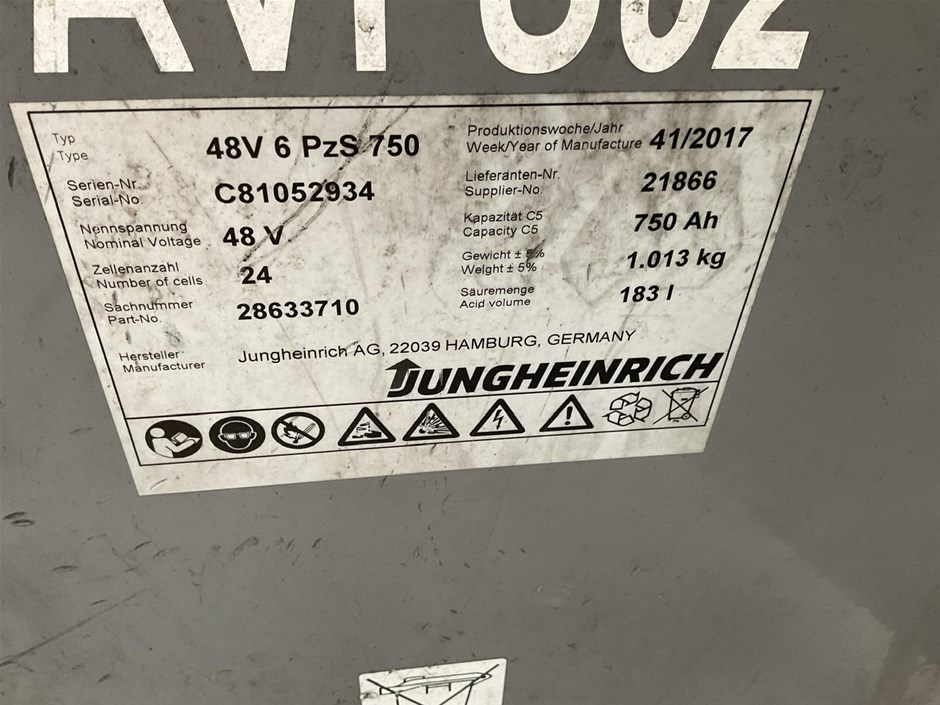 Typ
Type
48V 6 PzS 750
Serien-Nr.
Serial-No.
C81052934
Nennspannung
Nominal Voltage
48 V
Zellenanzahl
Number of cells
24
Sachnummer
Part-No.
28633710
Produktionswoche/Jahr
Week/Year of Manufacture
41/2017
Lieferanten-Nr.
Supplier-No.
21866
Kapazität C5
Capacity C5
750 Ah
Gewicht ± 5%
Weight ± 5%
1.013 kg
Säuremenge
Acid volume
183 l
Hersteller
Manufacturer
Jungheinrich AG, 22039 HAMBURG, GERMANY
JUNGHEINRICH